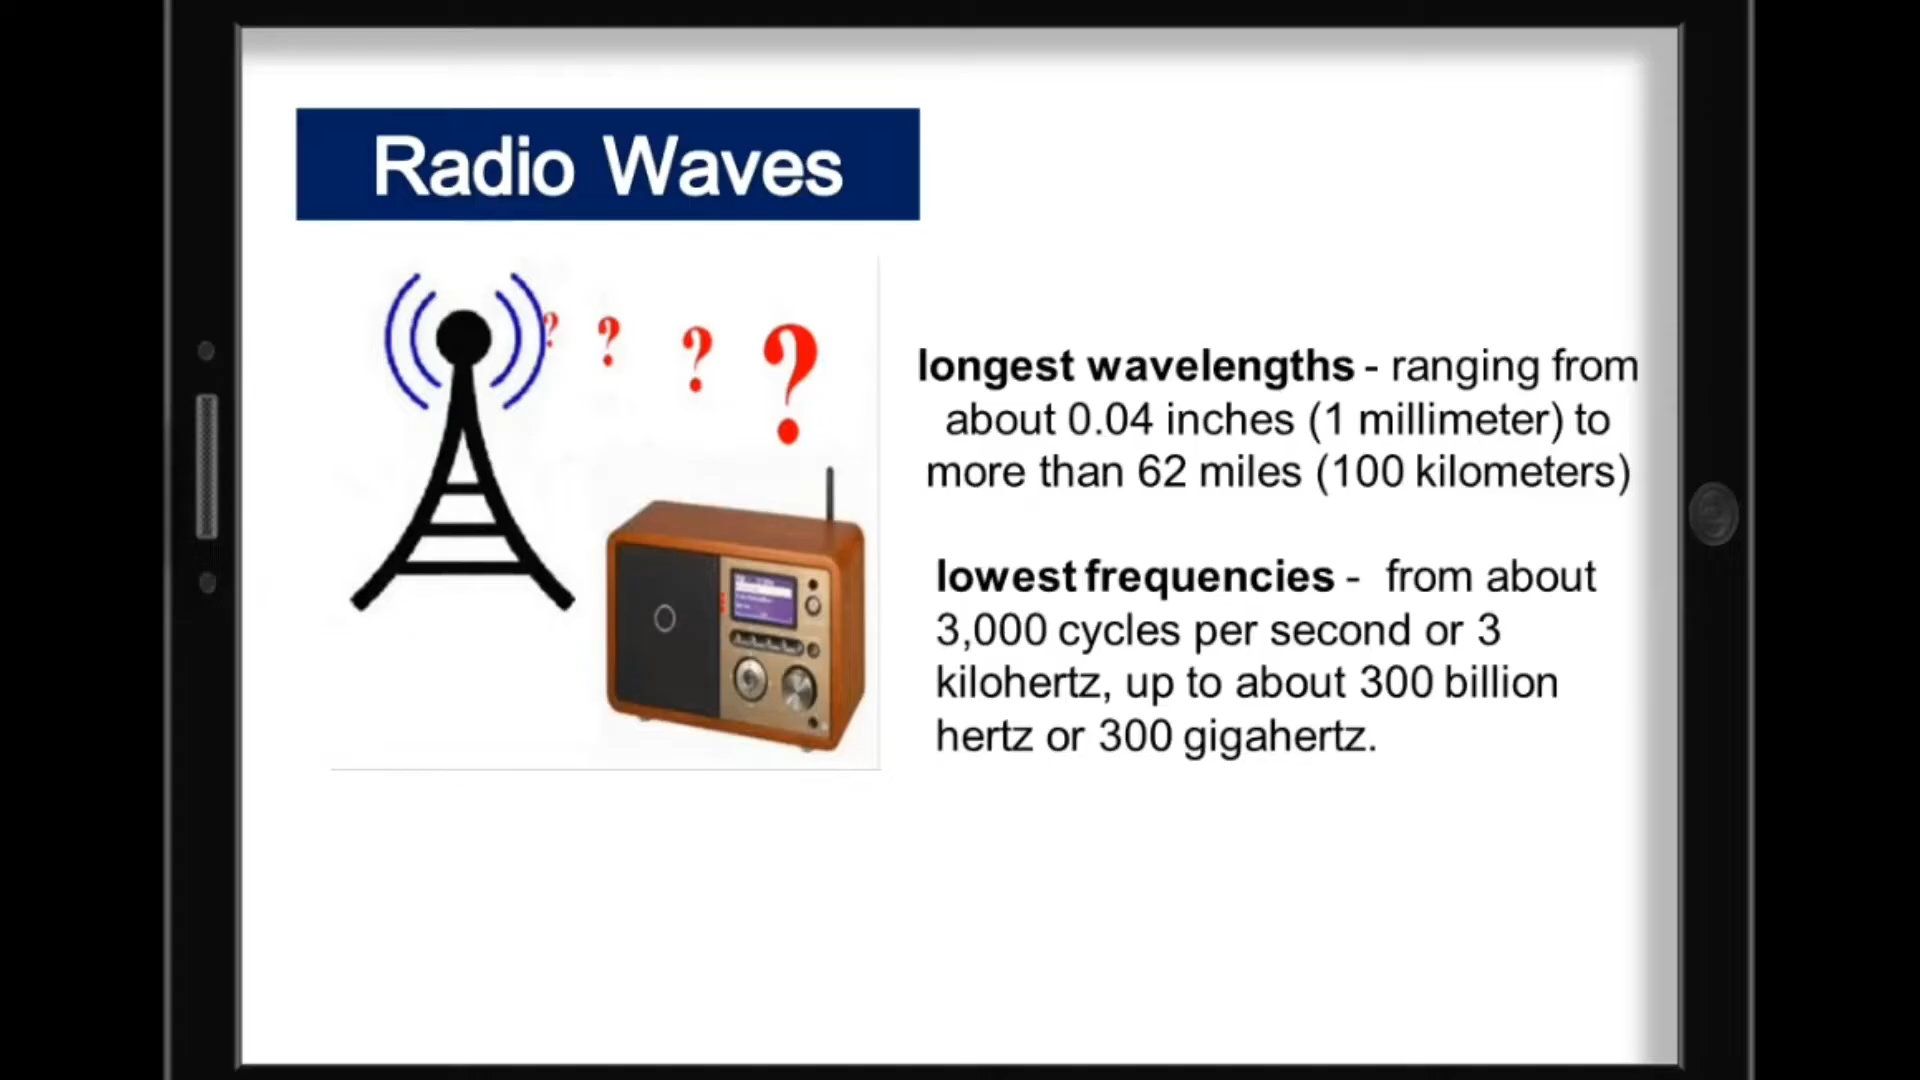 Radio Waves
? ? ? ?
longest wavelengths - ranging from
about 0.04 inches (1 millimeter) to
more than 62 miles (100 kilometers)
lowest frequencies - from about
3,000 cycles per second or 3
kilohertz, up to about 300 billion
hertz or 300 gigahertz.